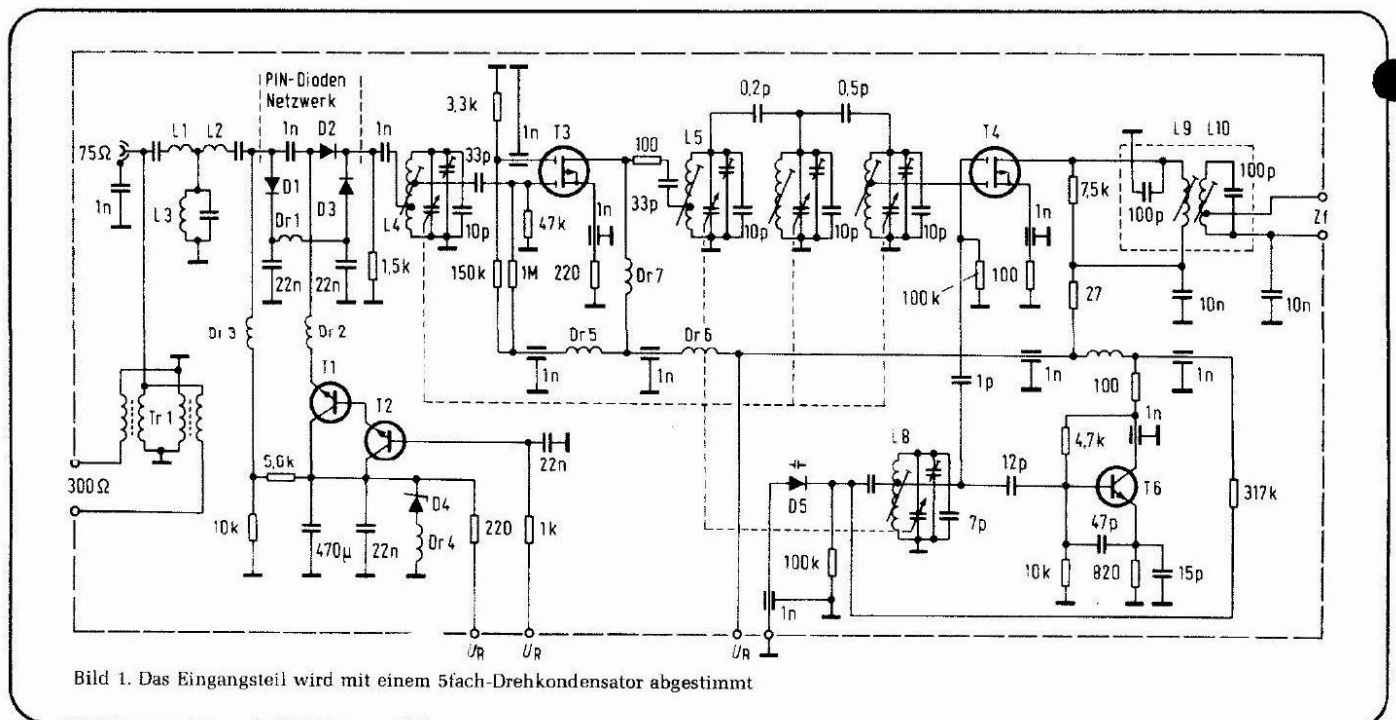 PIN-Dioden
Netzwerk
0,2p
0,5p
3,3k
1n
T3
T4
L9
L10
75Ω
L1
L2
1n
D2
1n
L5
100
33p
100p
7,5k
100p
D1
D3
L4
33p
1n
L3
Dr1
10p
47k
1n
10p
10p
10p
1n
Zf
22n
22n
1,5k
150k
1M
220
Dr7
100k
100
27
10n
10n
Dr3
Dr2
Dr5
Dr6
1n
1n
1p
1n
1n
T1
100
Tr1
T2
L8
4,7k
1n
22n
12p
T6
5,6k
D4
D5
7p
317k
300Ω
10k
470µ
22n
Dr4
220
1k
100k
47p
10k
820
15p
1n
UR
UR
UR
Bild 1. Das Eingangsteil wird mit einem 5fach-Drehkondensator abgestimmt